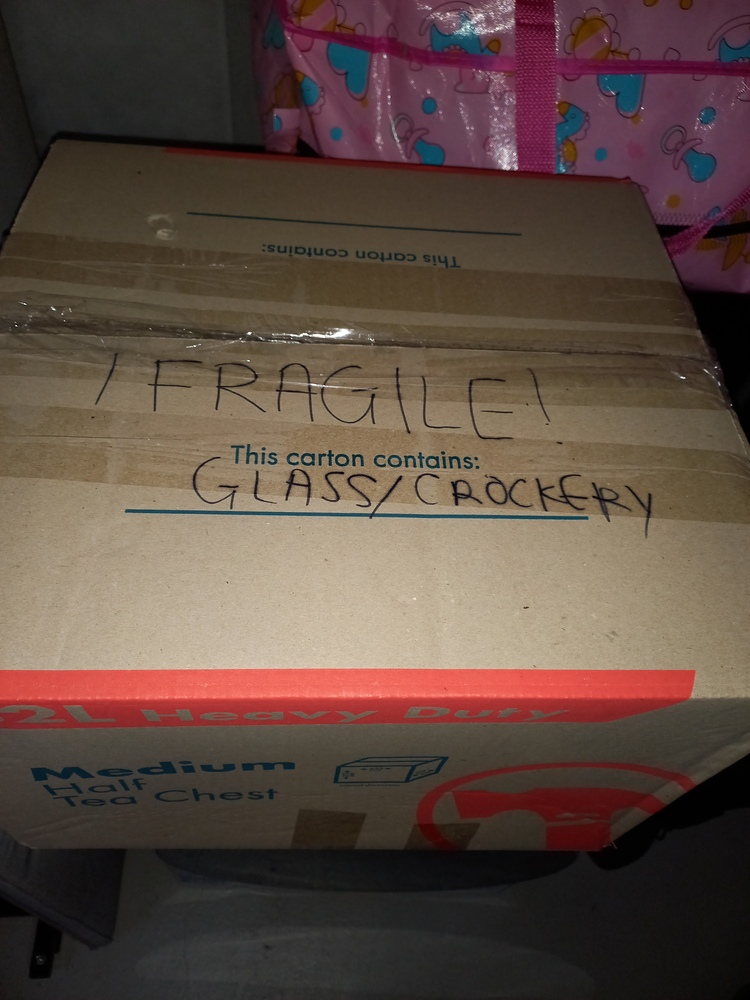 This carton contains:
! FRAGILE!
This carton contains:
GLASS/CROCKERY
2L Heavy Duty
Medium
Half
Tea Chest